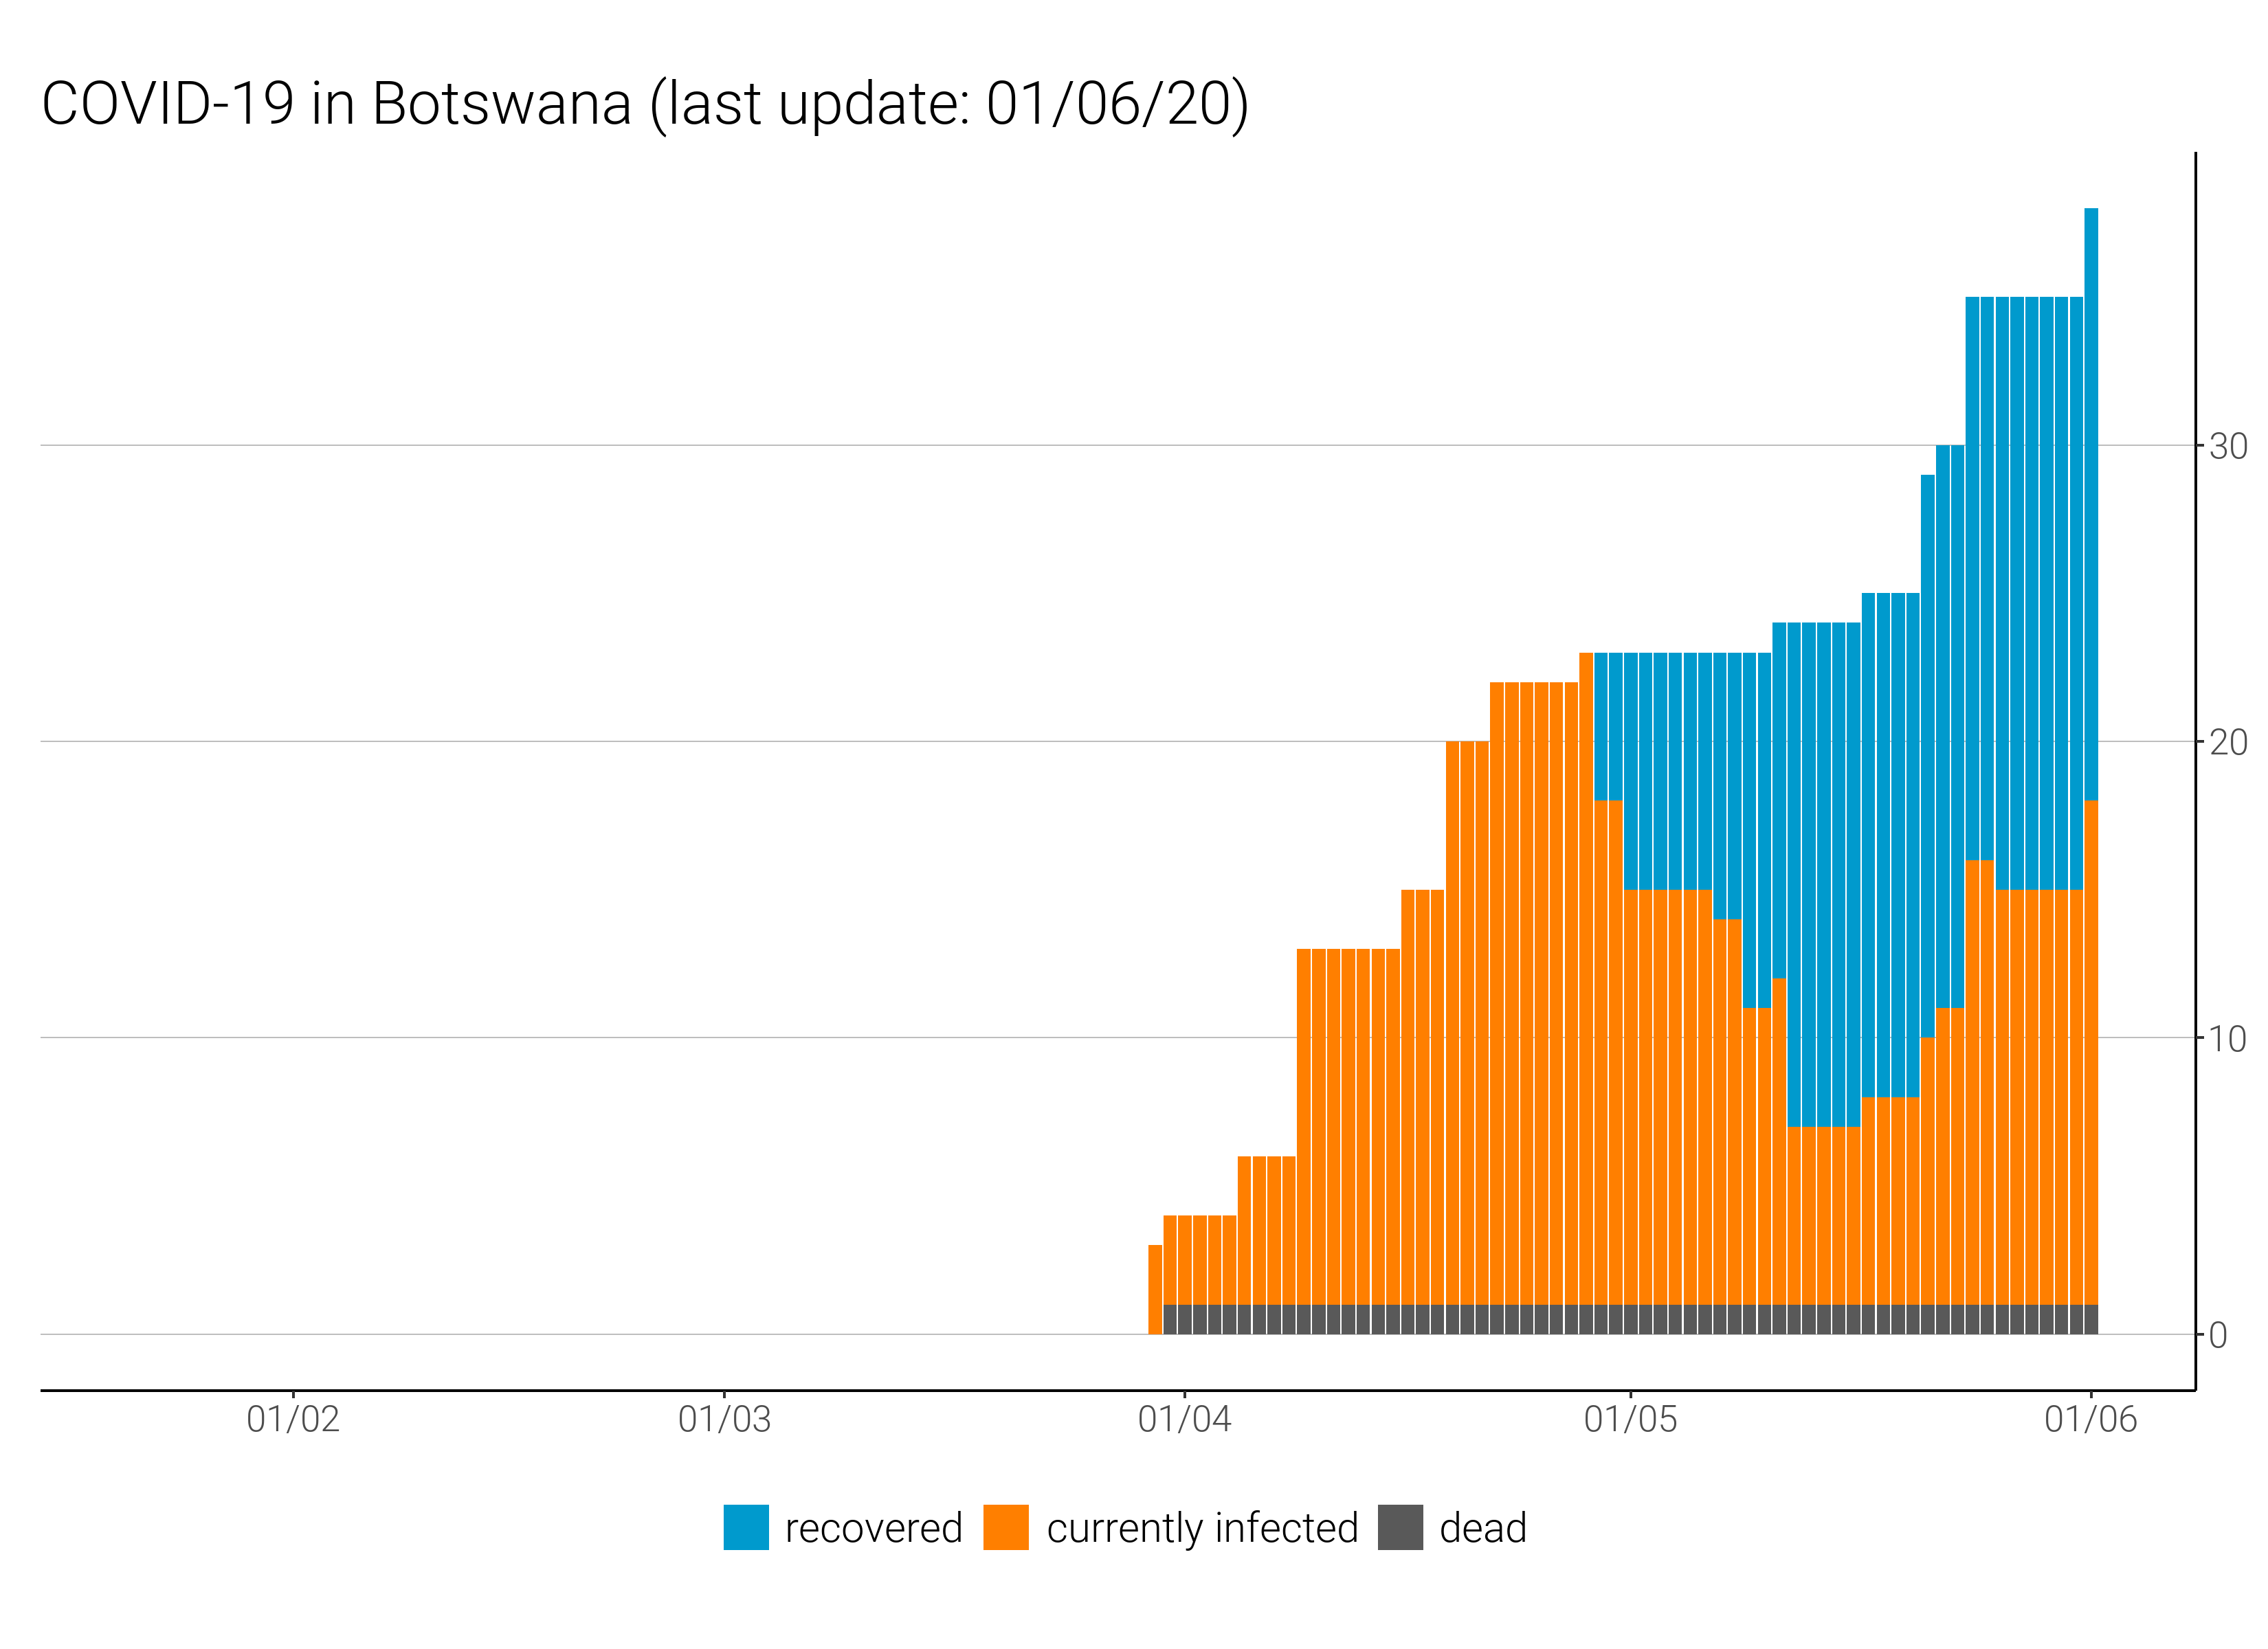 COVID-19 in Botswana (last update: 01/06/20)
30
20
10
0
01/02 01/03 01/04 01/05 01/06
recovered currently infected dead